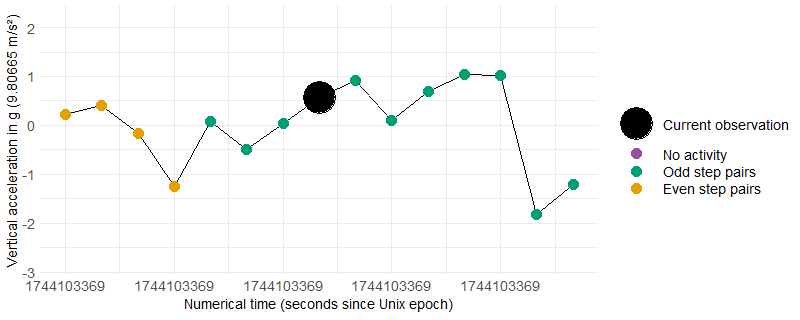 Vertical acceleration in g (9.80665 m/s²)
2
1
0
-1
-2
-3
1744103369 1744103369 1744103369 1744103369 1744103369
Numerical time (seconds since Unix epoch)
Current observation
No activity
Odd step pairs
Even step pairs